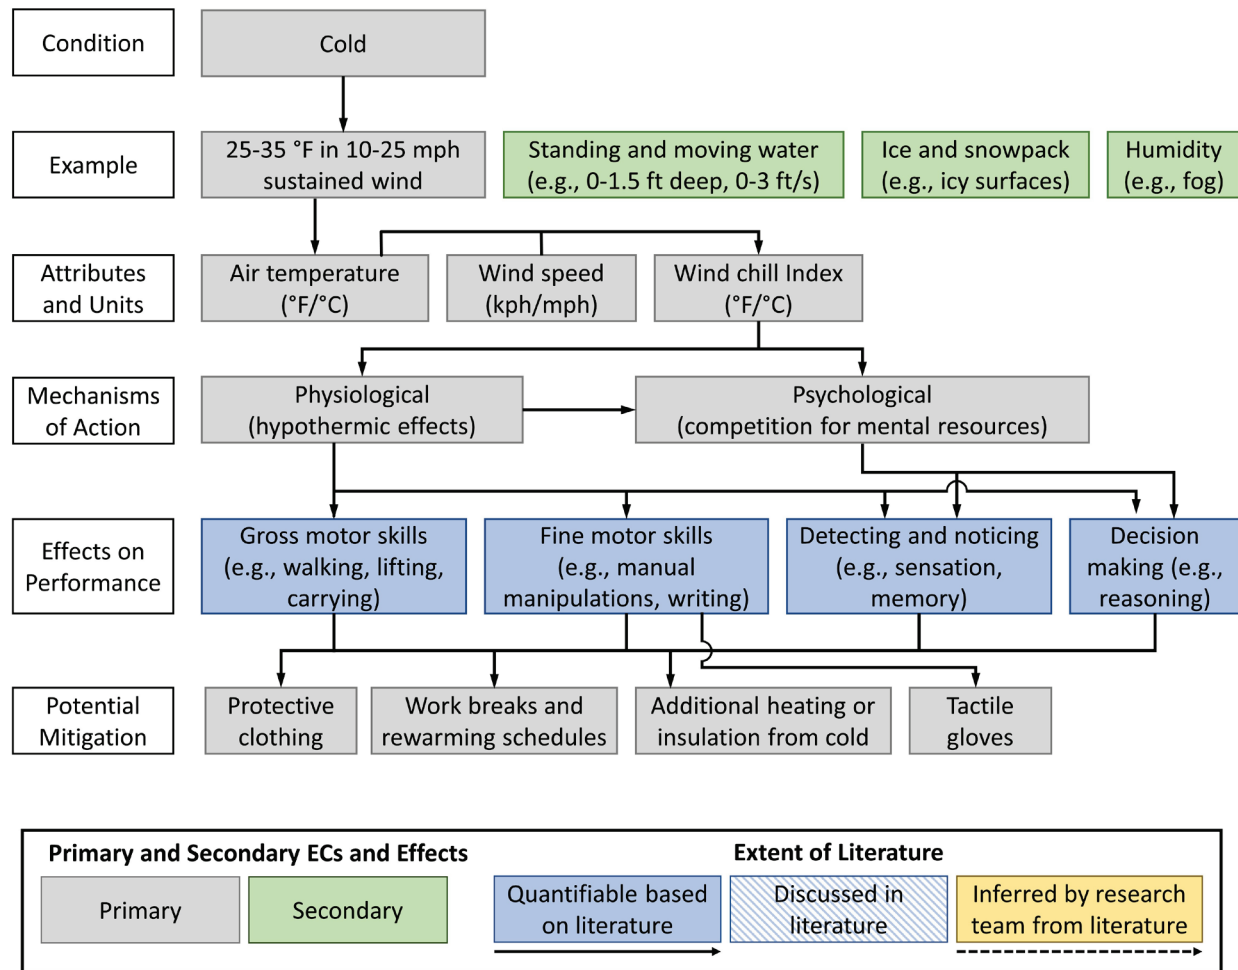 Condition
Cold
Example
25-35 °F in 10-25 mph
sustained wind
Standing and moving water
(e.g., 0-1.5 ft deep, 0-3 ft/s)
Ice and snowpack
(e.g., icy surfaces)
Humidity
(e.g., fog)
Attributes
and Units
Air temperature
(°F/°C)
Wind speed
(kph/mph)
Wind chill Index
(°F/°C)
Mechanisms
of Action
Physiological
(hypothermic effects)
Psychological
(competition for mental resources)
Effects on
Performance
Gross motor skills
(e.g., walking, lifting,
carrying)
Fine motor skills
(e.g., manual
manipulations, writing)
Detecting and noticing
(e.g., sensation,
memory)
Decision
making (e.g.,
reasoning)
Potential
Mitigation
Protective
clothing
Work breaks and
rewarming schedules
Additional heating or
insulation from cold
Tactile
gloves
Primary and Secondary ECs and Effects
Primary
Secondary
Extent of Literature
Quantifiable based
on literature
Discussed in
literature
Inferred by research
team from literature